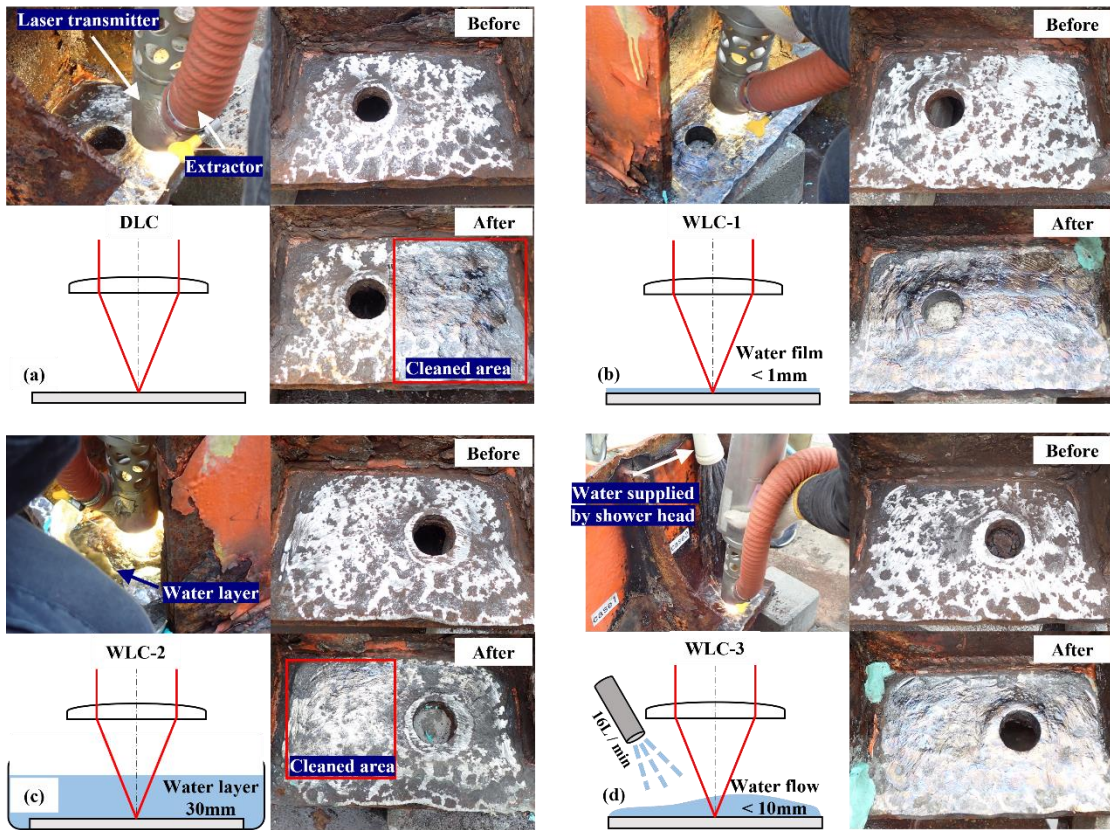 Laser transmitter
Extractor
Before
DLC
After
Cleaned area
(a)
Before
WLC-1
After
Water film
< 1mm
(b)
Water layer
Before
WLC-2
After
Cleaned area
Water layer
30mm
(c)
Water supplied
by shower head
case2
case1
Before
WLC-3
After
16L / min
Water flow
< 10mm
(d)